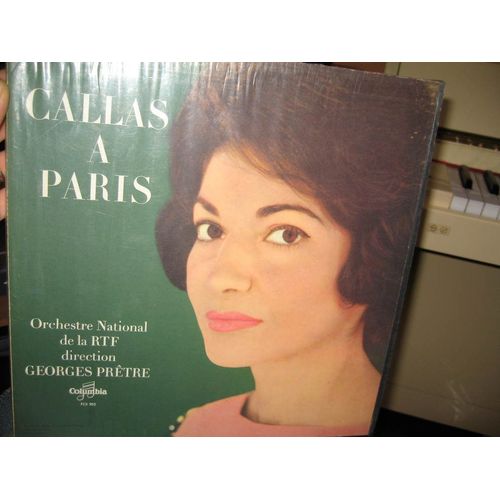 CALLAS
A
PARIS
Orchestre National
de la RTF
direction
GEORGES PRÊTRE
Columbia